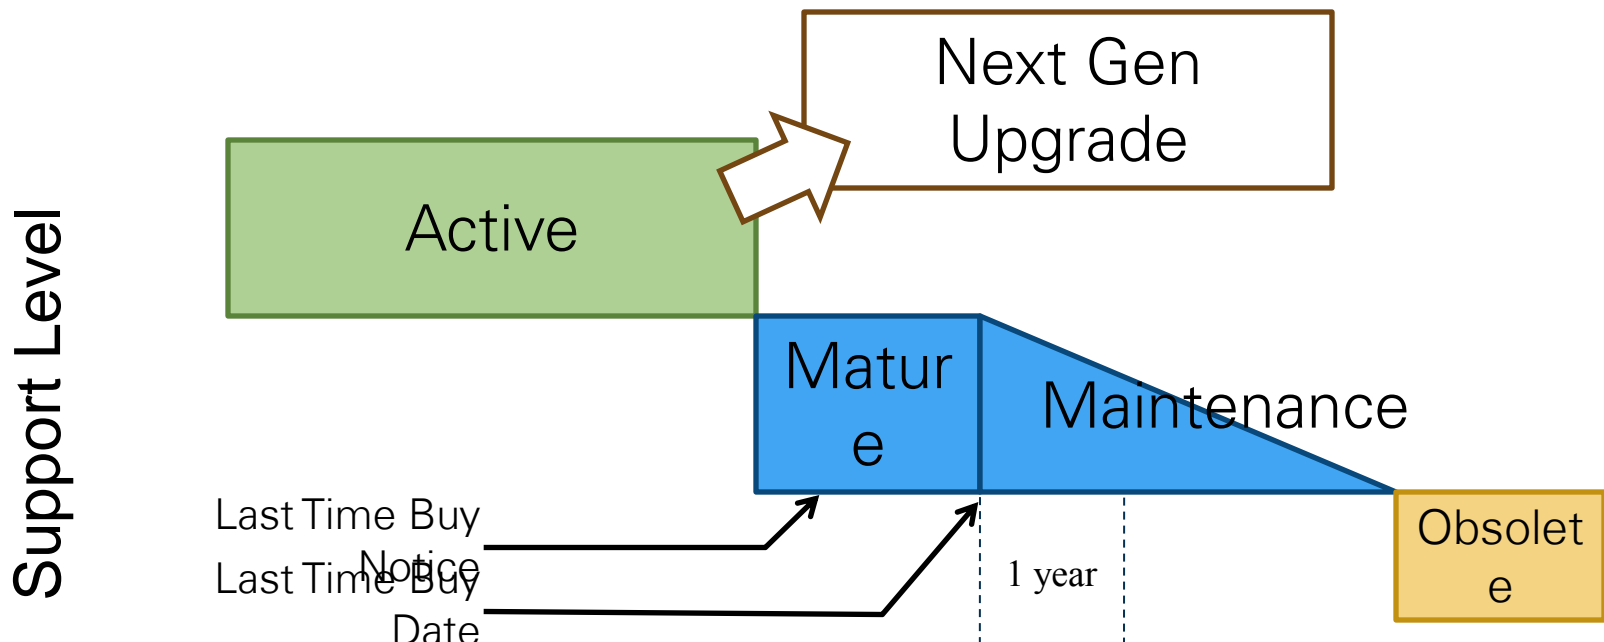 Next Gen
Upgrade
Active
Support Level
Matur
e
Maintenance
Last Time Buy
Notice
Last Time Buy
Date
1 year
Obsolet
e